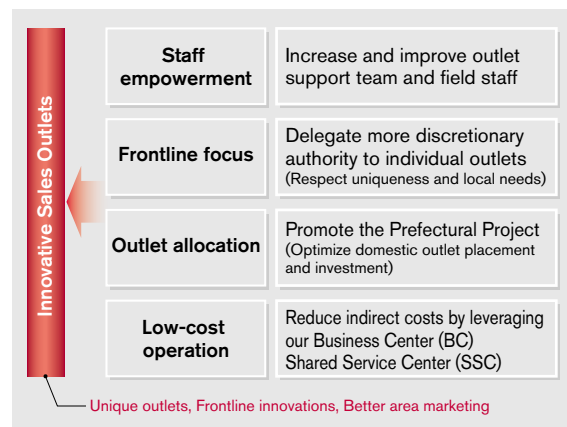 Innovative Sales Outlets
Staff
empowerment
Increase and improve outlet
support team and field staff
Frontline focus
Delegate more discretionary
authority to individual outlets
(Respect uniqueness and local needs)
Outlet allocation
Promote the Prefectural Project
(Optimize domestic outlet placement
and investment)
Low-cost
operation
Reduce indirect costs by leveraging
our Business Center (BC)
Shared Service Center (SSC)
Unique outlets, Frontline innovations, Better area marketing